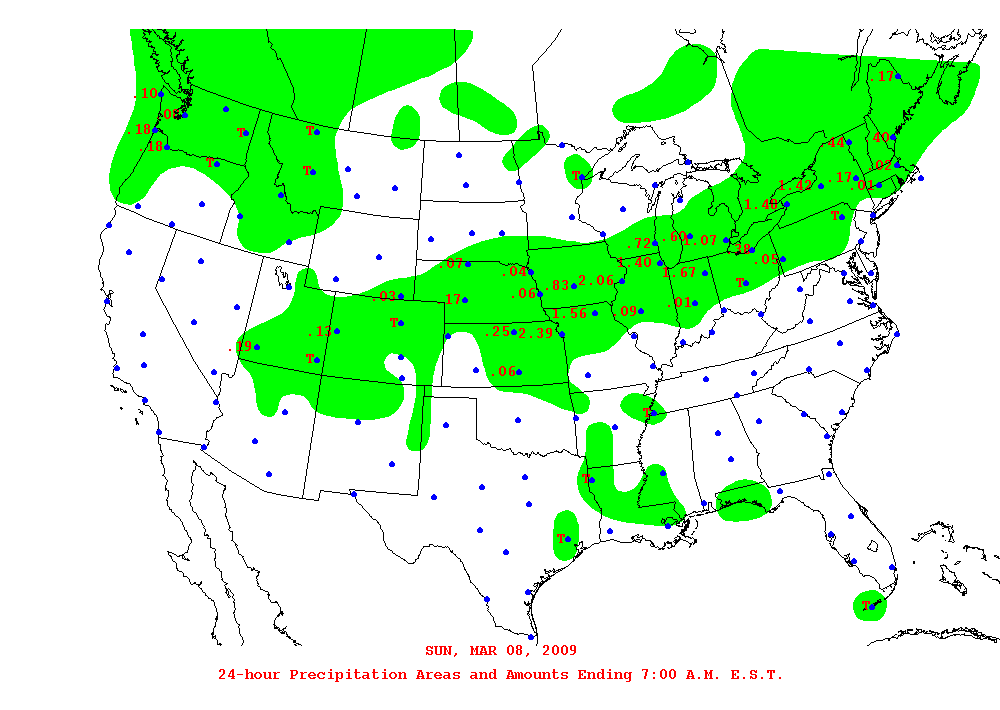 .17
.10
.18 T T
.40
.18 .44
T .02
T T .17 .01
1.42
1.40
T
.72 .60 1.07
.38
.07 1.40 .05
.04 1.67
.83 2.06 T
.03 .17 .06
.01
1.56 .09
T
.13 .25 2.39
.19
T
.06
T
T
T
T
SUN, MAR 08, 2009
24-hour Precipitation Areas and Amounts Ending 7:00 A.M. E.S.T.